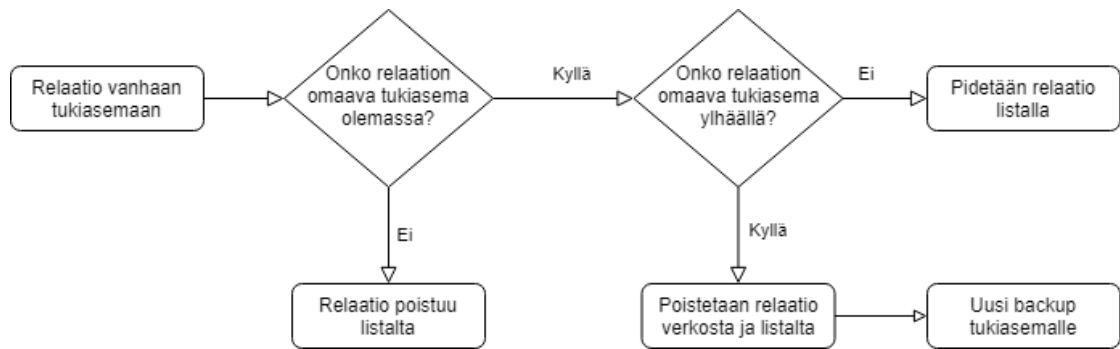 Relaatio vanhaan
tukiasemaan
Onko relaation
omaava tukiasema
olemassa?
Kyllä
Onko relaation
omaava tukiasema
ylhäällä?
Ei
Pidetään relaatio
listalla
Ei
Kyllä
Relaatio poistuu
listalta
Poistetaan relaatio
verkosta ja listalta
Uusi backup
tukiasemalle